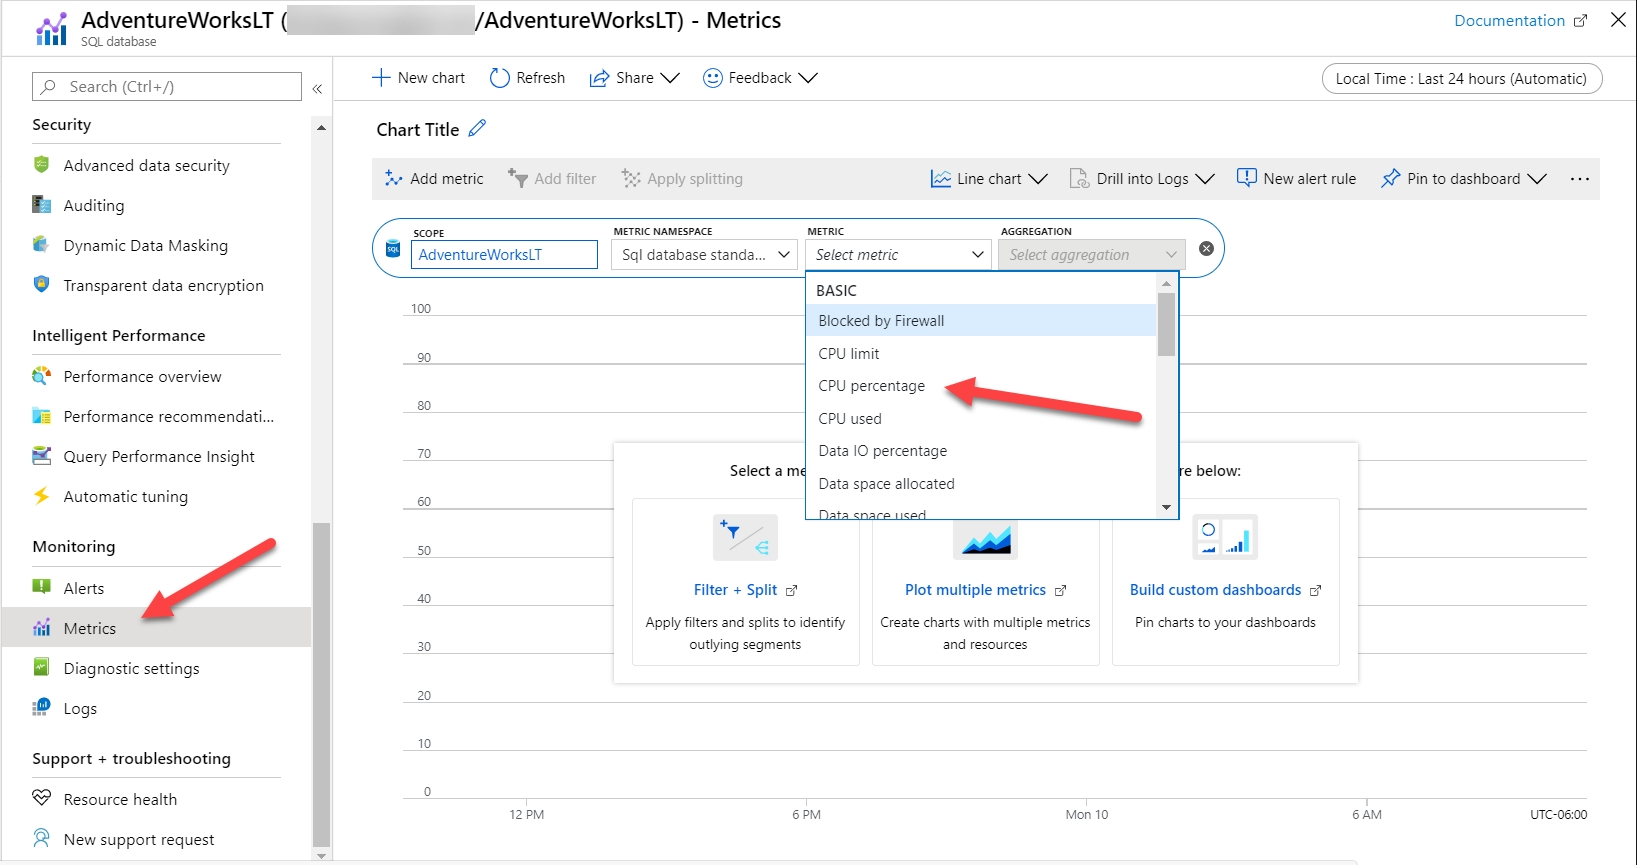 AdventureWorksLT ( /AdventureWorksLT) - Metrics
SQL database
Documentation
Search (Ctrl+/)
«
Security
Advanced data security
Auditing
Dynamic Data Masking
Transparent data encryption
Intelligent Performance
Performance overview
Performance recommendati...
Query Performance Insight
Automatic tuning
Monitoring
Alerts
Metrics
Diagnostic settings
Logs
Support + troubleshooting
Resource health
New support request
New chart
Refresh
Share
Feedback
Local Time : Last 24 hours (Automatic)
Chart Title
Add metric
Add filter
Apply splitting
Line chart
Drill into Logs
New alert rule
Pin to dashboard
...
SQL
SCOPE
AdventureWorksLT
METRIC NAMESPACE
Sql database standa...
METRIC
Select metric
AGGREGATION
Select aggregation
BASIC
Blocked by Firewall
CPU limit
CPU percentage
CPU used
Data IO percentage
Data space allocated
Data space used
100
90
80
70
60
50
40
30
20
10
0
Select a me
re below:
Filter + Split
Apply filters and splits to identify
outlying segments
Plot multiple metrics
Create charts with multiple metrics
and resources
Build custom dashboards
Pin charts to your dashboards
12 PM
6 PM
Mon 10
6 AM
UTC-06:00